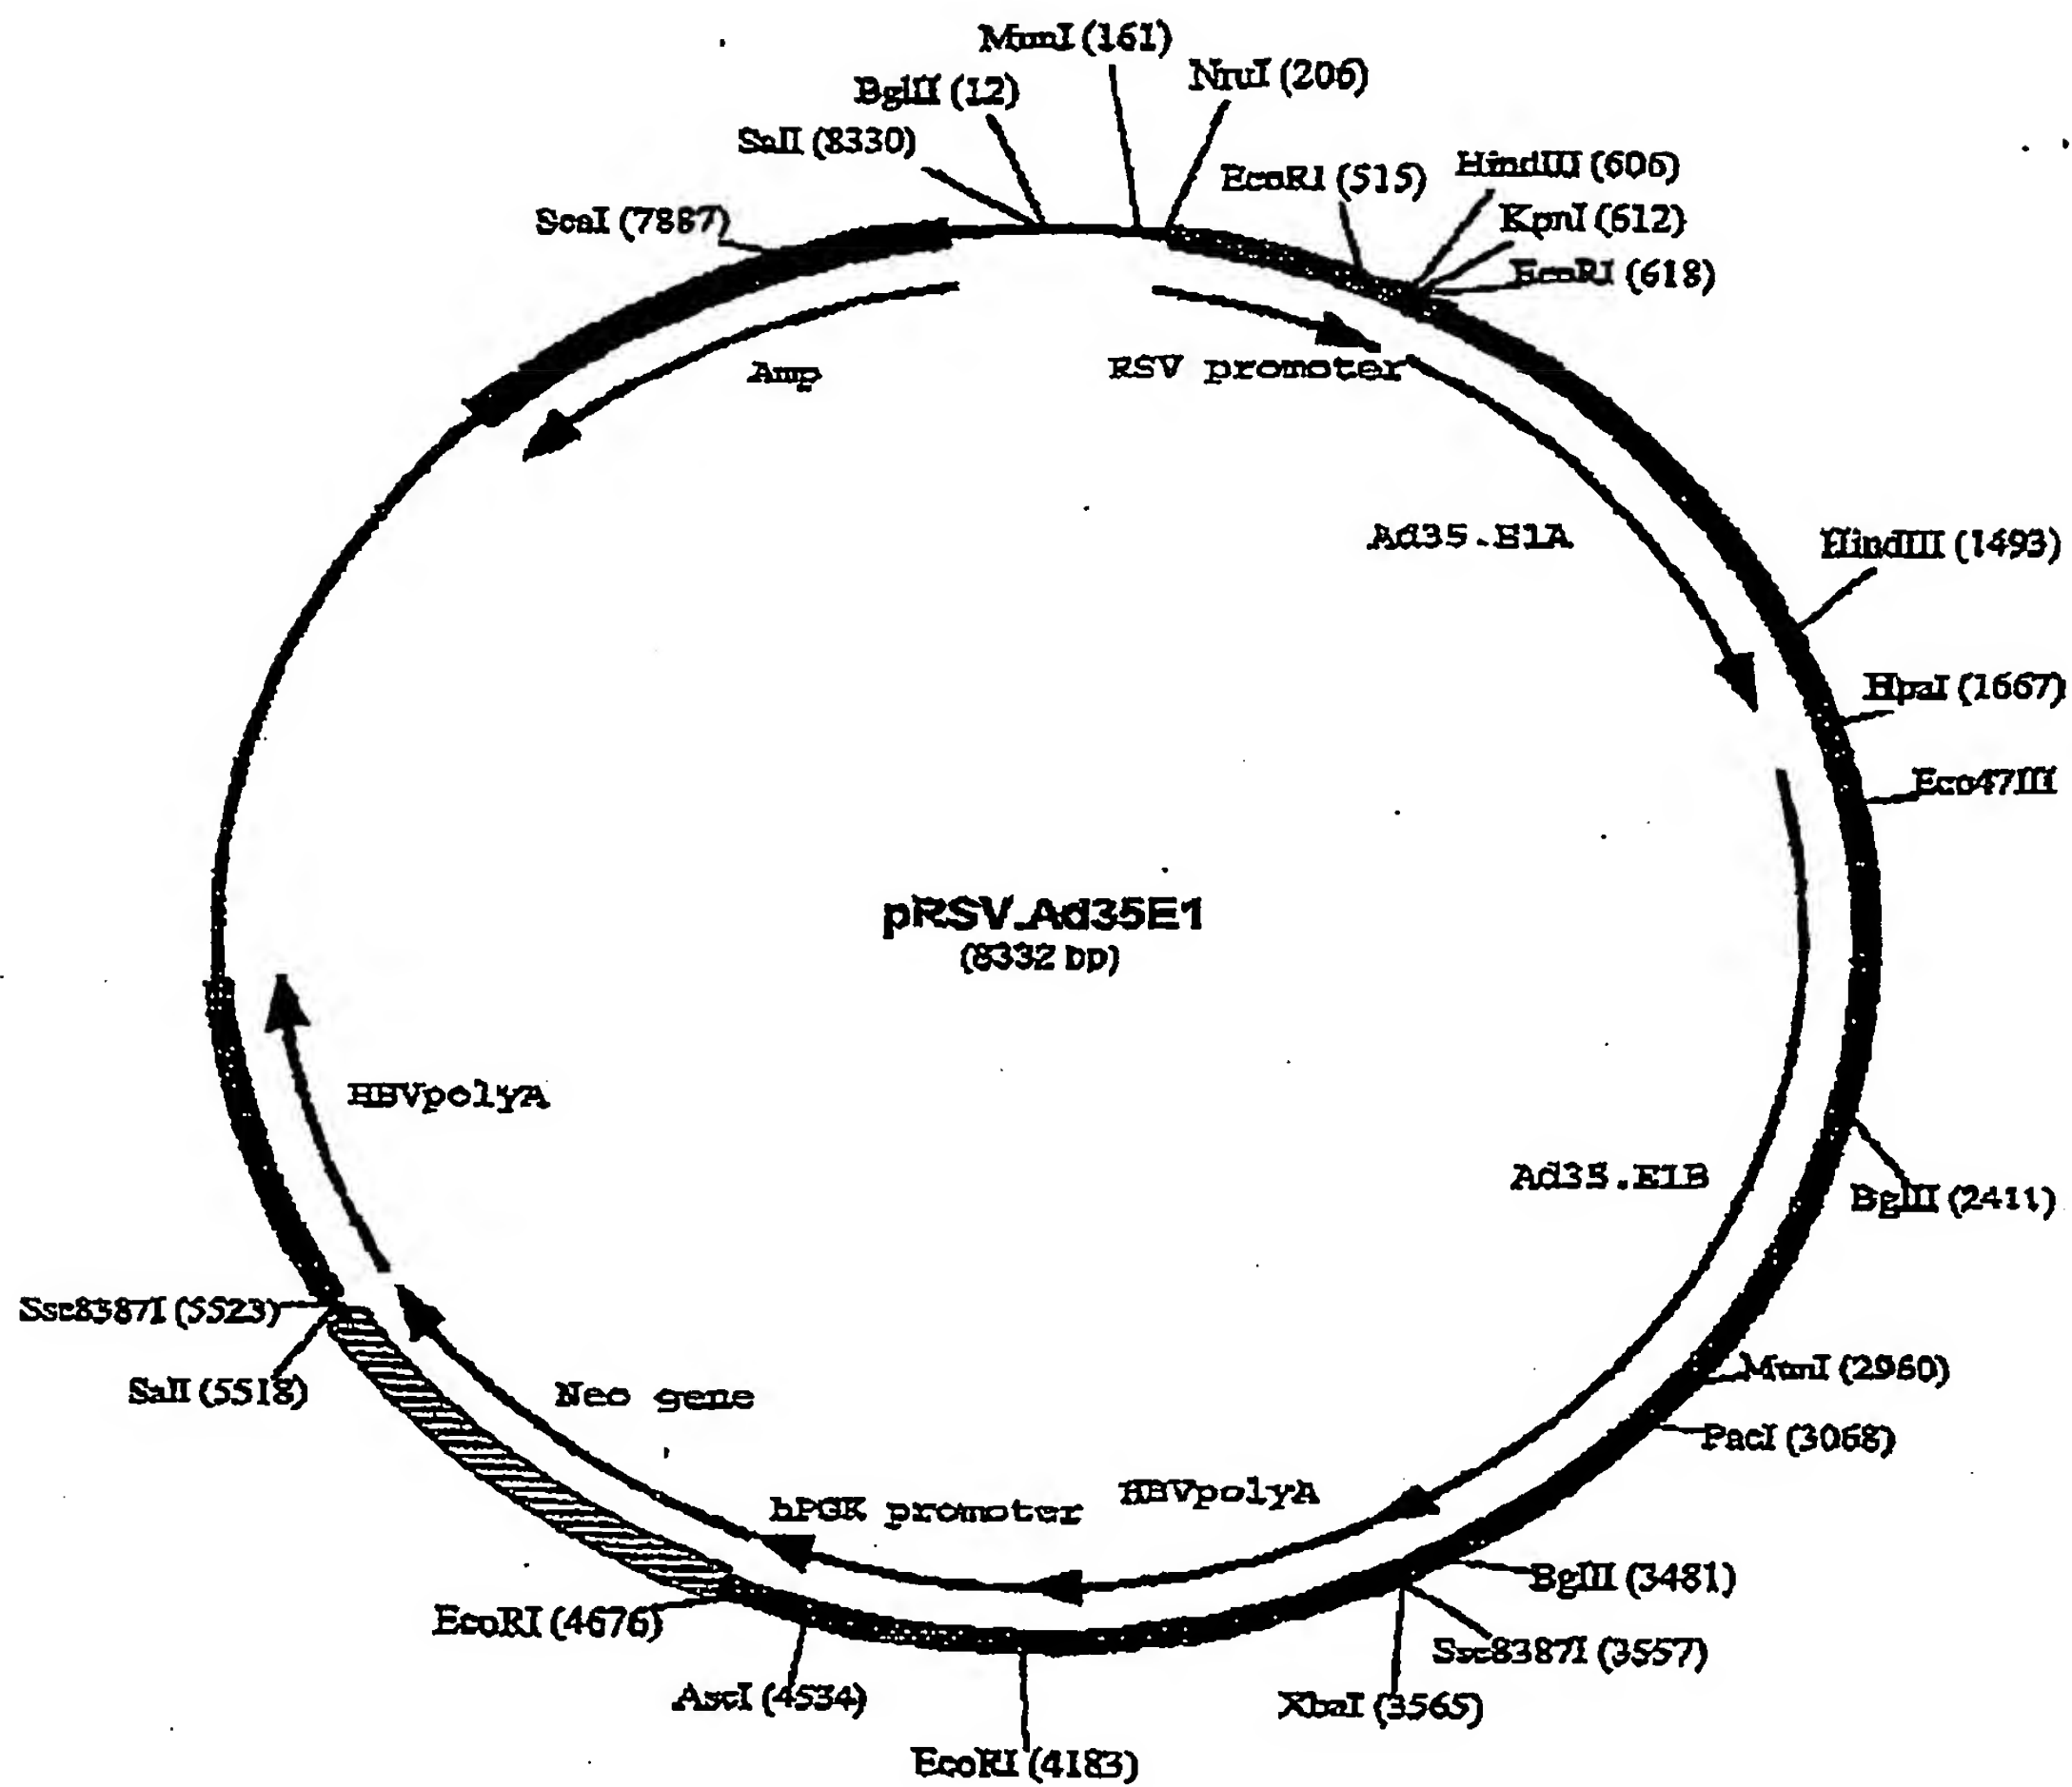 MunI (161)
BglII (12)
NruI (206)
SalI (8330)
EcoRI (515)
HindIII (606)
ScaI (7887)
KpnI (612)
EcoRI (618)
Amp
RSV promoter
Ad35.E1A
HindIII (1493)
HpaI (1667)
Eco47III
pRSV.Ad35E1
(8332 bp)
HBVpolyA
Ad35.E1B
BglII (2411)
Sse8387I (5523)
SalI (5518)
Neo gene
MunI (2960)
PacI (3068)
hPGK promoter
HBVpolyA
BglII (3481)
EcoRI (4676)
Sse8387I (3557)
AscI (4534)
XbaI (3565)
EcoRI (4183)